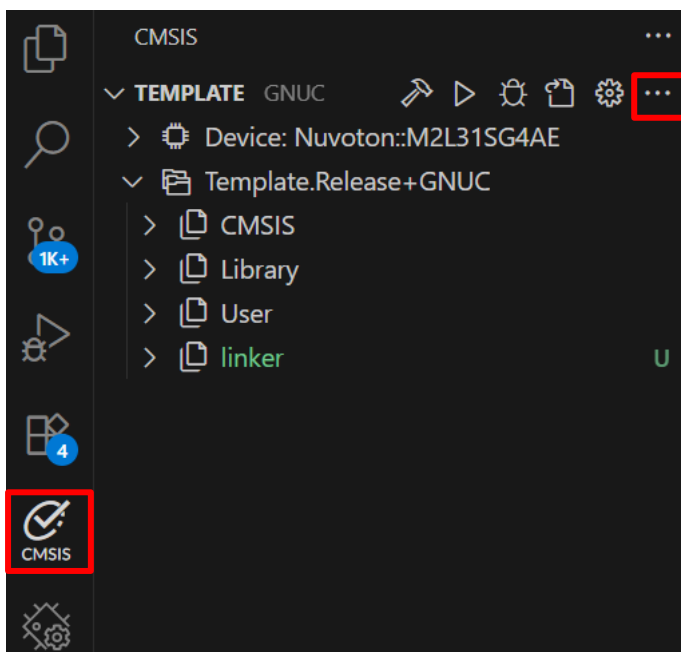 CMSIS
TEMPLATE GNUC
Device: Nuvoton::M2L31SG4AE
Template.Release+GNUC
CMSIS
1K+
Library
User
linker U
4
CMSIS